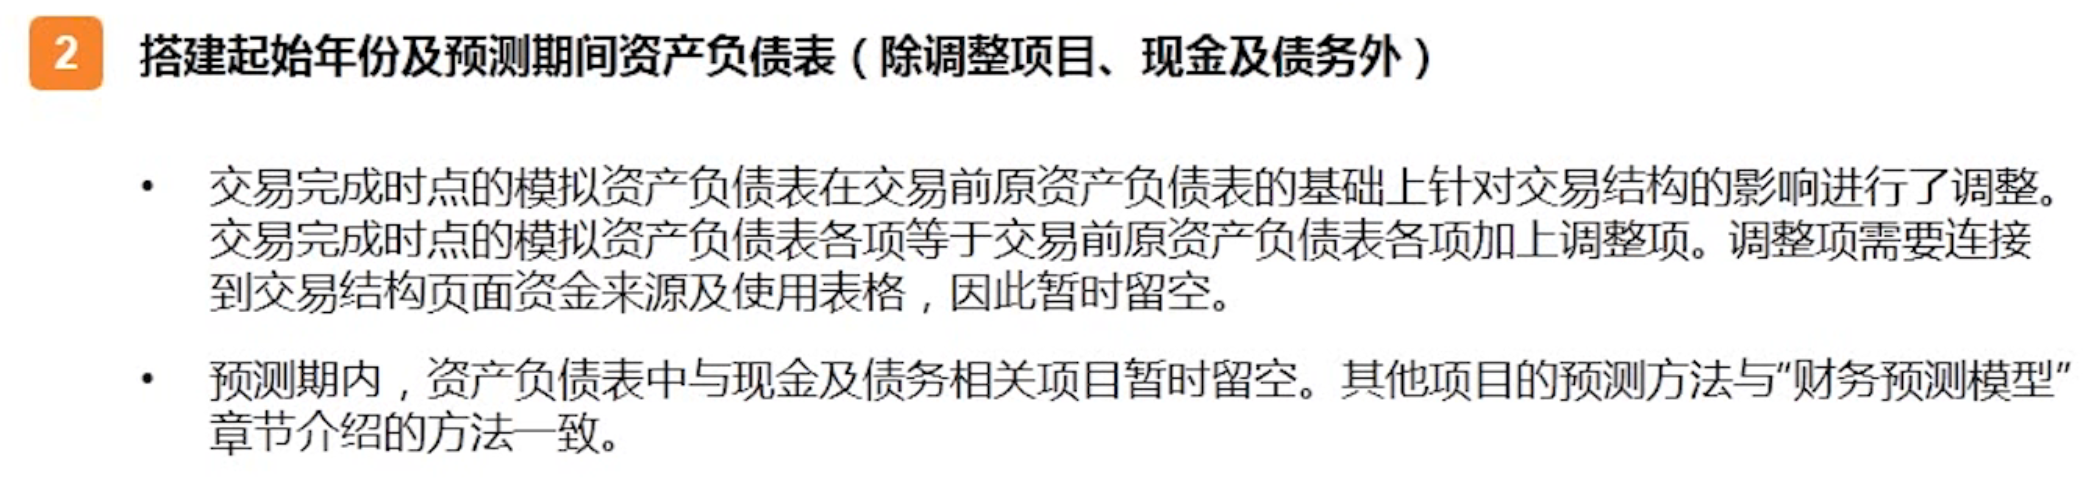 2 搭建起始年份及预测期间资产负债表（除调整项目、现金及债务外）
• 交易完成时点的模拟资产负债表在交易前原资产负债表的基础上针对交易结构的影响进行了调整。
交易完成时点的模拟资产负债表各项等于交易前原资产负债表各项加上调整项。调整项需要连接
到交易结构页面资金来源及使用表格，因此暂时留空。
• 预测期内，资产负债表中与现金及债务相关项目暂时留空。其他项目的预测方法与“财务预测模型”
章节介绍的方法一致。